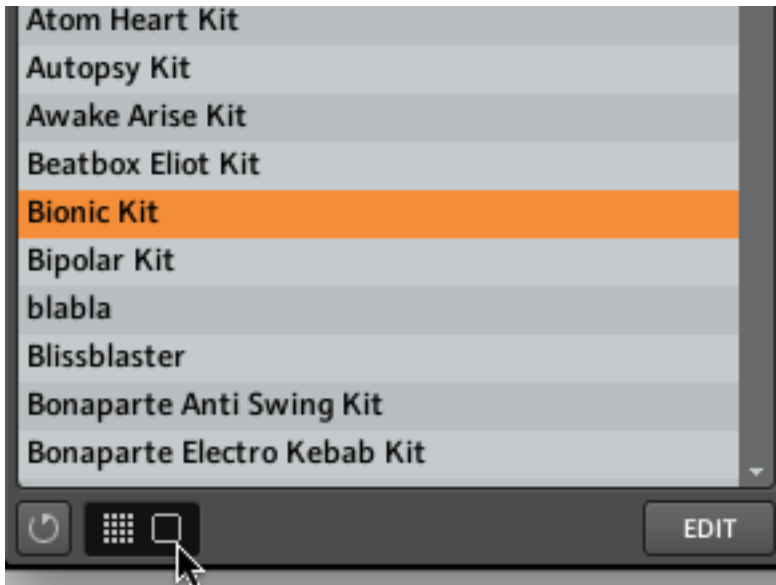 Atom Heart Kit
Autopsy Kit
Awake Arise Kit
Beatbox Eliot Kit
Bionic Kit
Bipolar Kit
blabla
Blissblaster
Bonaparte Anti Swing Kit
Bonaparte Electro Kebab Kit
EDIT